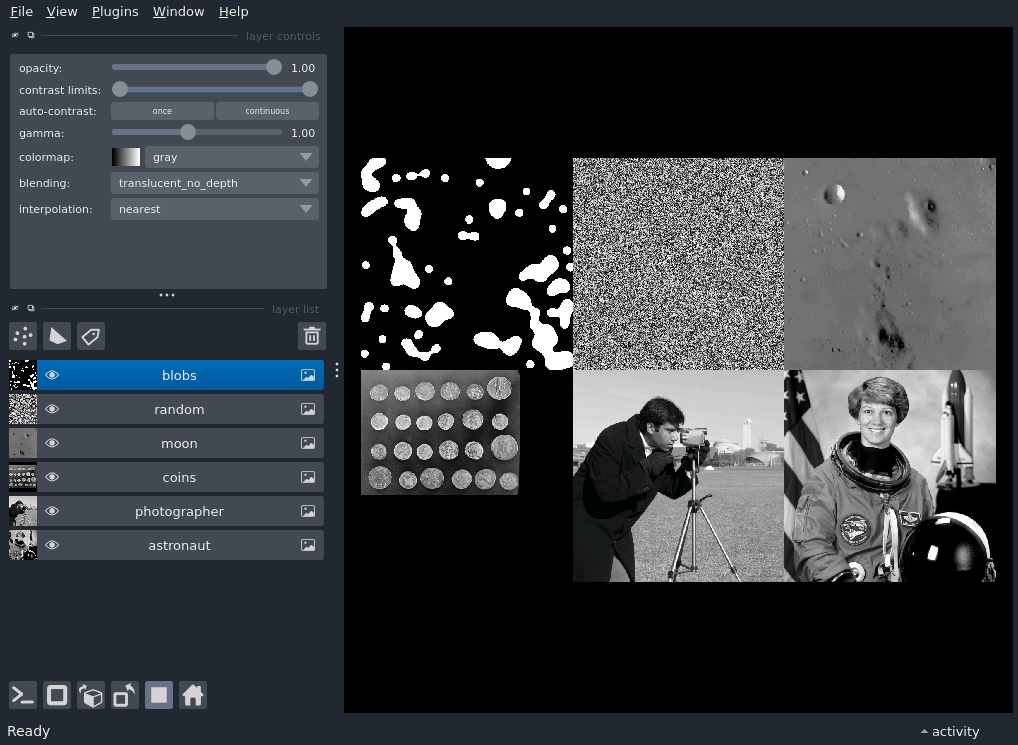 File View Plugins Window Help
layer controls
opacity: 1.00
contrast limits:
auto-contrast: once continuous
gamma: 1.00
colormap: gray
blending: translucent_no_depth
interpolation: nearest
layer list
blobs
random
moon
coins
photographer
astronaut
Ready
activity